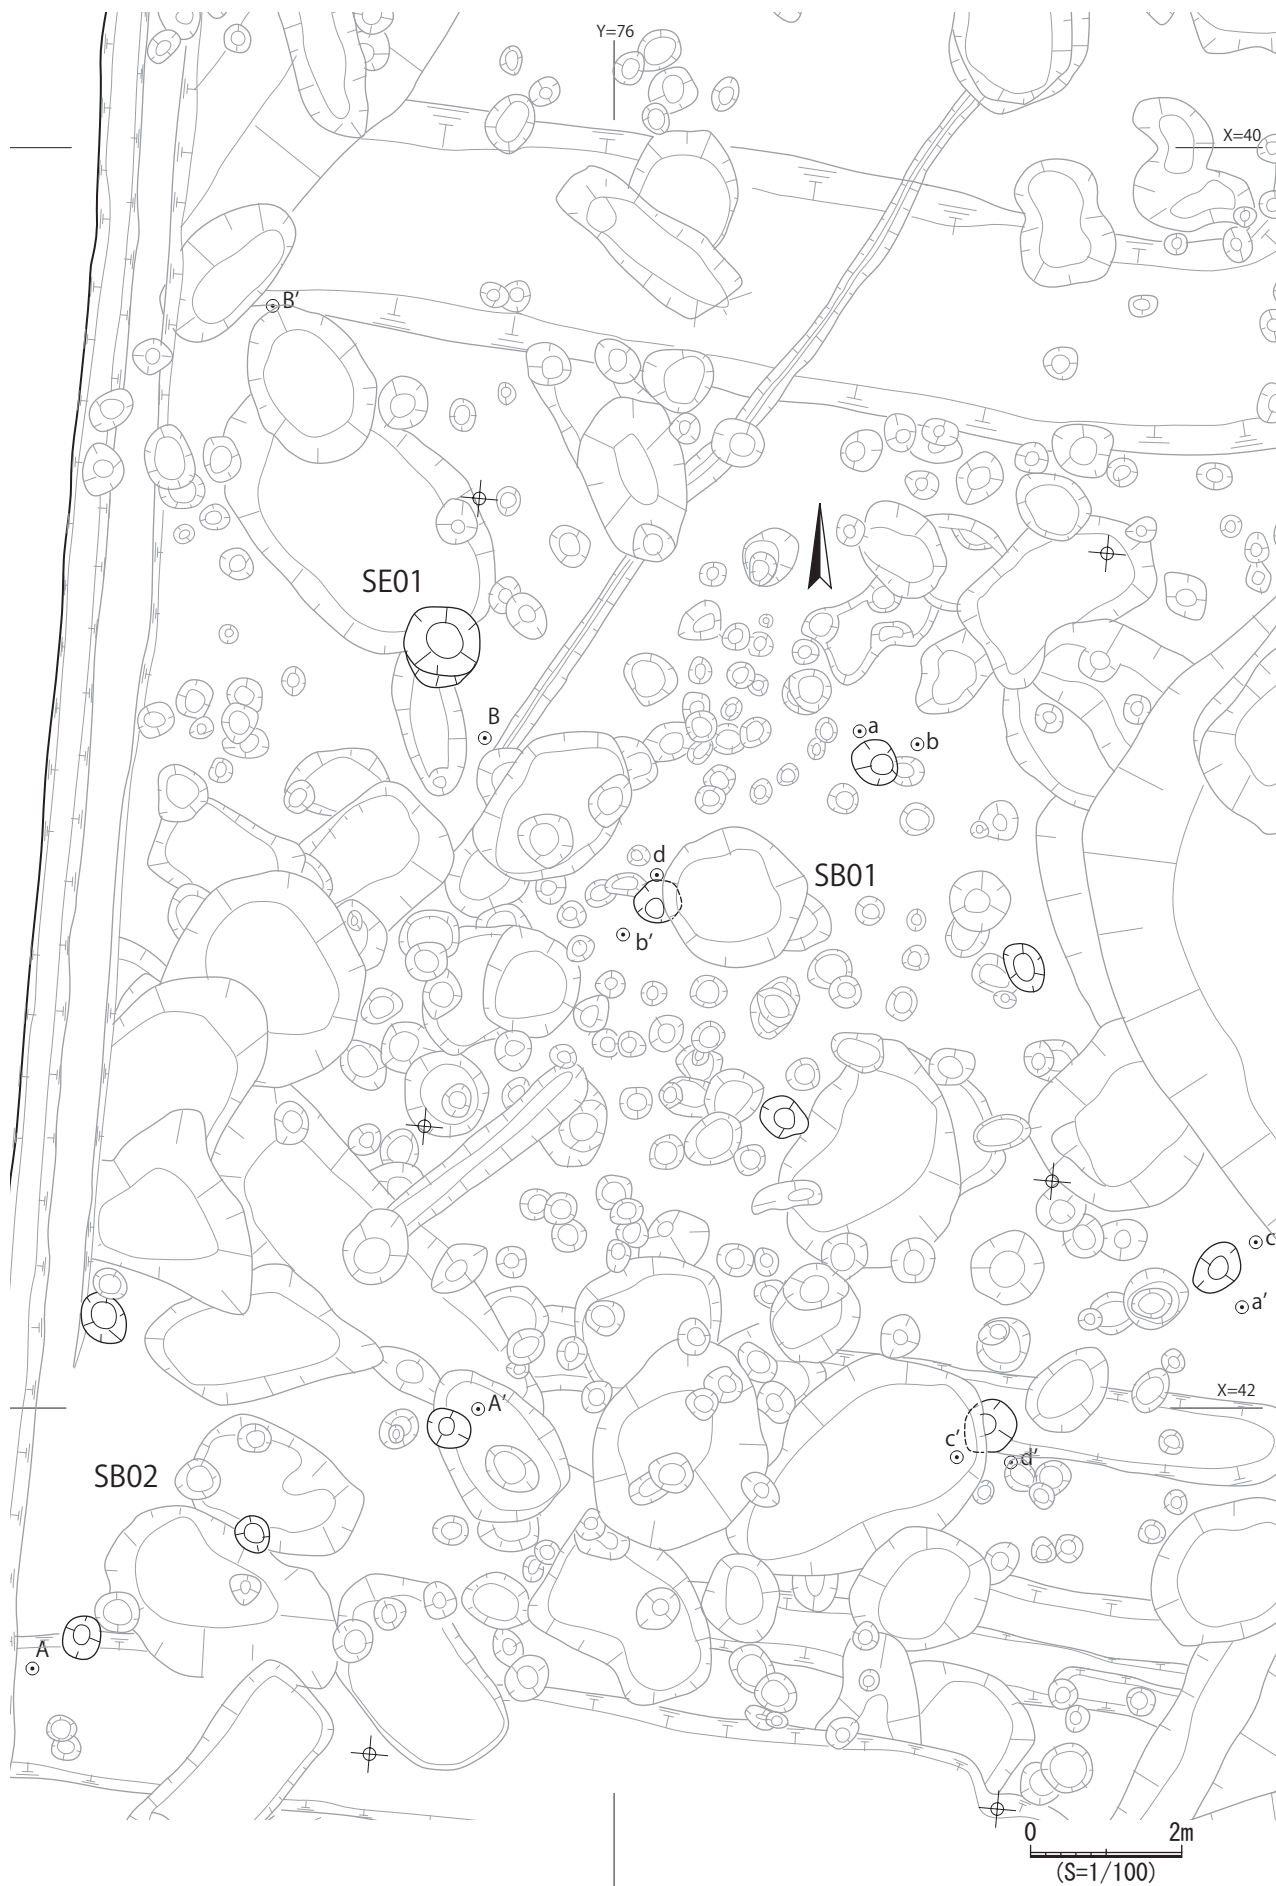 Y=76
X=40
B’
SE01
B
a
b
d
SB01
b’
c
a’
X=42
A’
c’
d’
SB02
A
0 2m
(S=1/100)